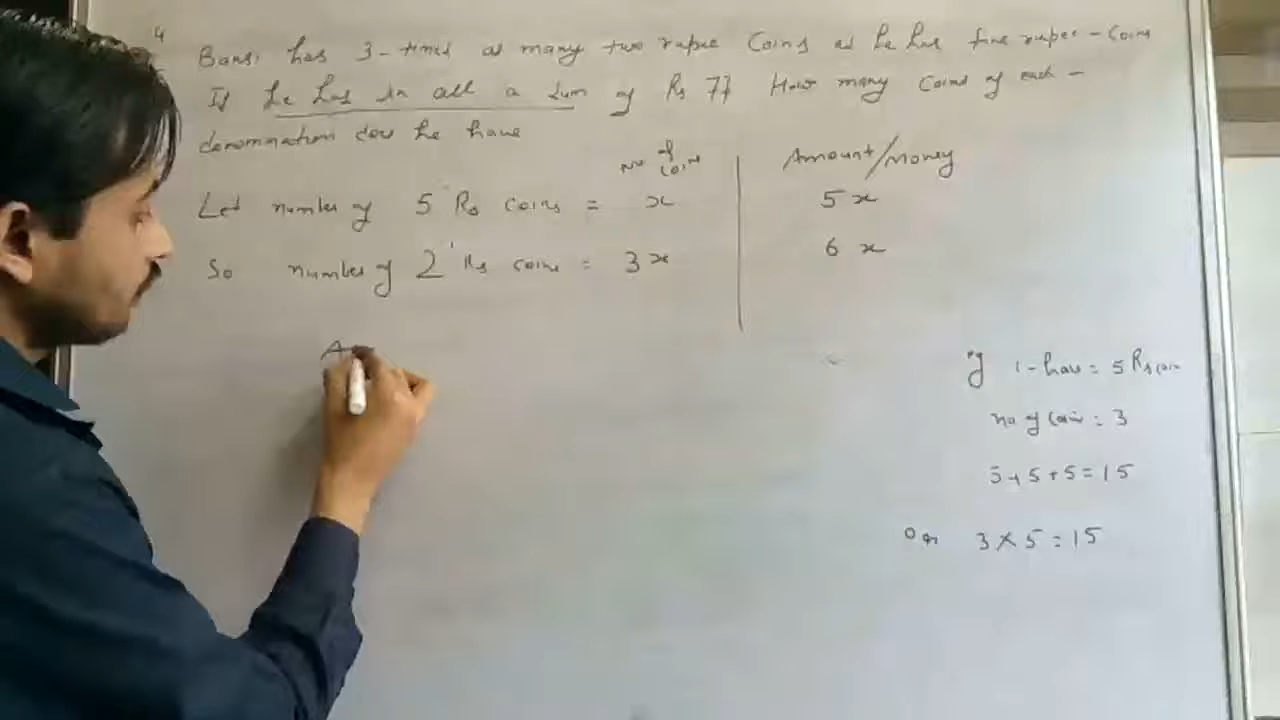 4
Bansi has 3-times as many two rupee Coins as he has five rupee-Coins
If he has in all a sum of Rs 77 How many Coins of each-
denomination does he have
No of Coins Amount/Money
Let number of 5 Rs coins = x 5x
So number of 2 Rs coins = 3x 6x
A
If I-have = 5 Rs coin
no of Coin = 3
5+5+5=15
Or 3×5=15